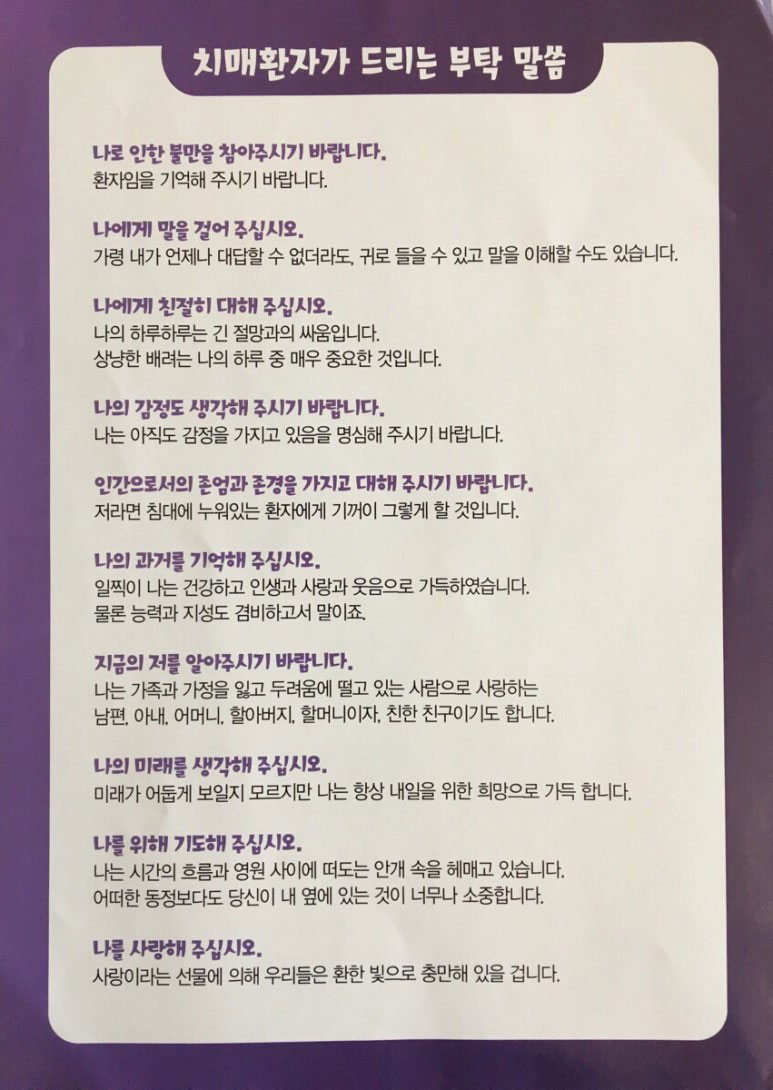 치매환자가 드리는 부탁 말씀
나로 인한 불만을 참아주시기 바랍니다.
환자임을 기억해 주시기 바랍니다.
나에게 말을 걸어 주십시오.
가령 내가 언제나 대답할 수 없더라도, 귀로 들을 수 있고 말을 이해할 수도 있습니다.
나에게 친절히 대해 주십시오.
나의 하루하루는 긴 절망과의 싸움입니다.
상냥한 배려는 나의 하루 중 매우 중요한 것입니다.
나의 감정도 생각해 주시기 바랍니다.
나는 아직도 감정을 가지고 있음을 명심해 주시기 바랍니다.
인간으로서의 존엄과 존경을 가지고 대해 주시기 바랍니다.
저라면 침대에 누워있는 환자에게 기꺼이 그렇게 할 것입니다.
나의 과거를 기억해 주십시오.
일찍이 나는 건강하고 인생과 사랑과 웃음으로 가득하였습니다.
물론 능력과 지성도 겸비하고서 말이죠.
지금의 저를 알아주시기 바랍니다.
나는 가족과 가정을 잃고 두려움에 떨고 있는 사람으로 사랑하는
남편, 아내, 어머니, 할아버지, 할머니이자, 친한 친구이기도 합니다.
나의 미래를 생각해 주십시오.
미래가 어둡게 보일지 모르지만 나는 항상 내일을 위한 희망으로 가득 합니다.
나를 위해 기도해 주십시오.
나는 시간의 흐름과 영원 사이에 떠도는 안개 속을 헤매고 있습니다.
어떠한 동정보다도 당신이 내 옆에 있는 것이 너무나 소중합니다.
나를 사랑해 주십시오.
사랑이라는 선물에 의해 우리들은 환한 빛으로 충만해 있을 겁니다.